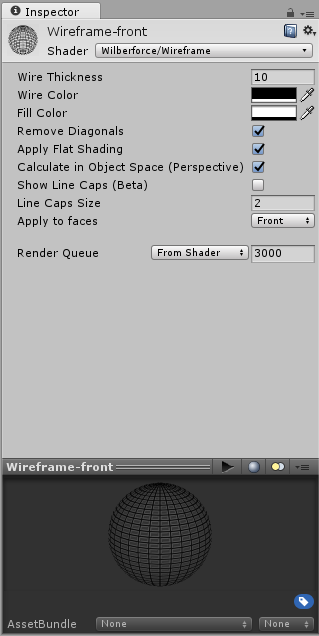 Inspector
Wireframe-front
Shader Wilberforce/Wireframe
Wire Thickness 10
Wire Color
Fill Color
Remove Diagonals
Apply Flat Shading
Calculate in Object Space (Perspective)
Show Line Caps (Beta)
Line Caps Size 2
Apply to faces Front
Render Queue From Shader 3000
Wireframe-front
AssetBundle None None